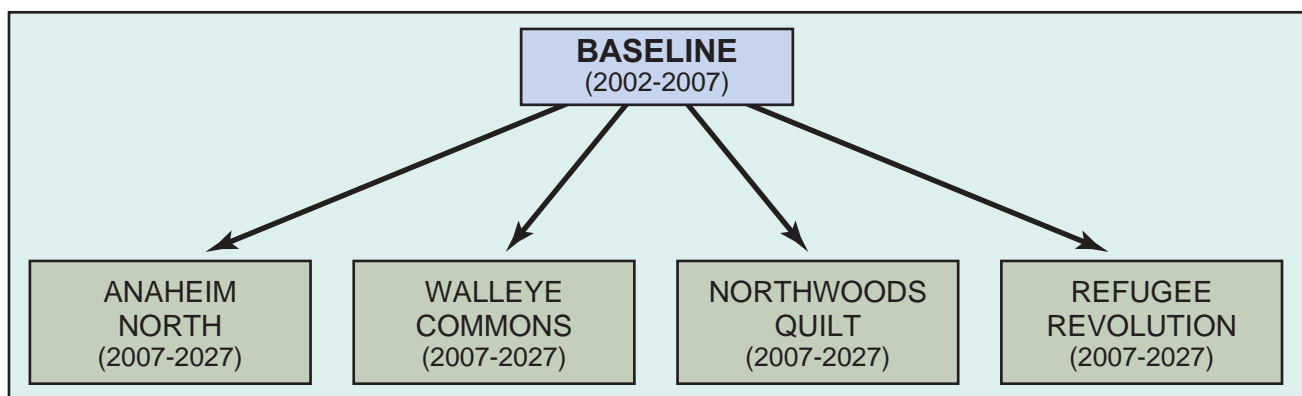 BASELINE
(2002-2007)
ANAHEIM
NORTH
(2007-2027)
WALLEYE
COMMONS
(2007-2027)
NORTHWOODS
QUILT
(2007-2027)
REFUGEE
REVOLUTION
(2007-2027)